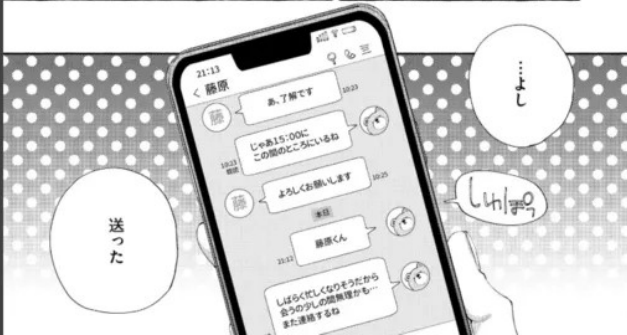 …よし
21:13
藤原
藤
あ、了解です
10:23
じゃあ15:00に
この間のところにいるね
10:23
既読
藤
よろしくお願いします
10:25
本日
藤原くん
21:12
しばらく忙しくなりそうだから
会うの少しの間無理かも…
また連絡するね
しゅぽっ
送った